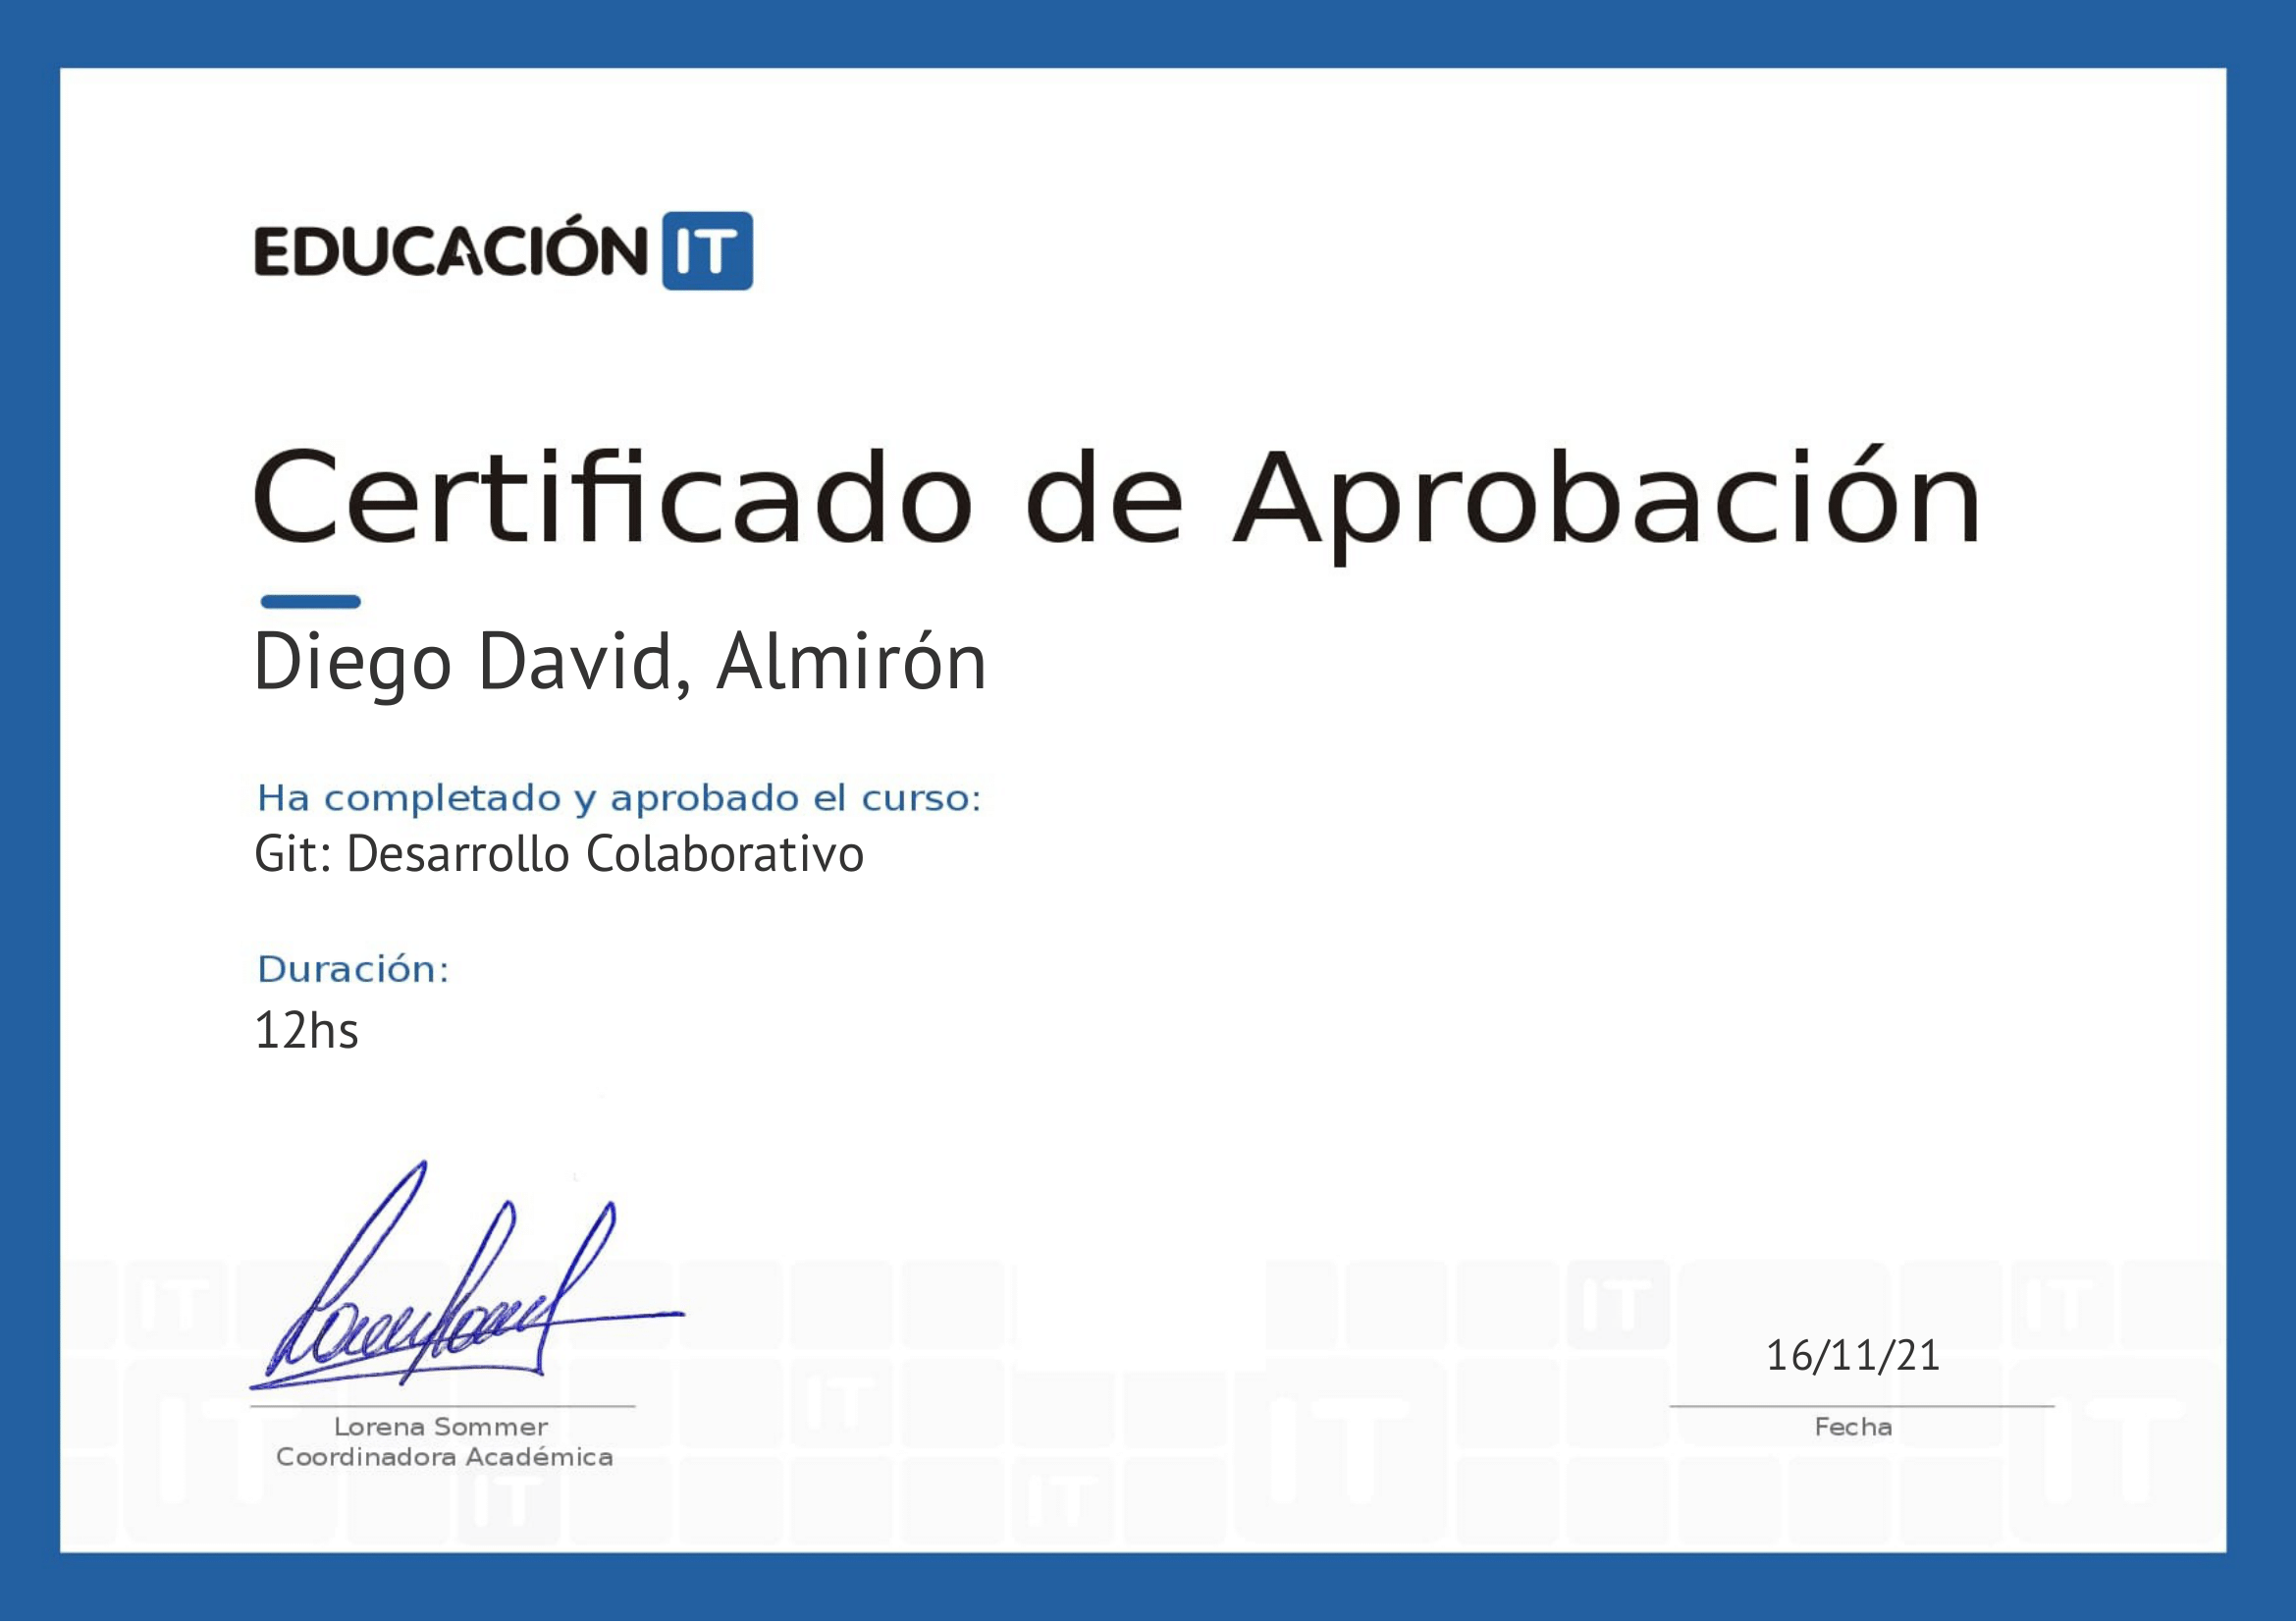 EDUCACIÓN IT
Certificado de Aprobación
Diego David, Almirón
Ha completado y aprobado el curso:
Git: Desarrollo Colaborativo
Duración:
12hs
16/11/21
Lorena Sommer
Coordinadora Académica
Fecha